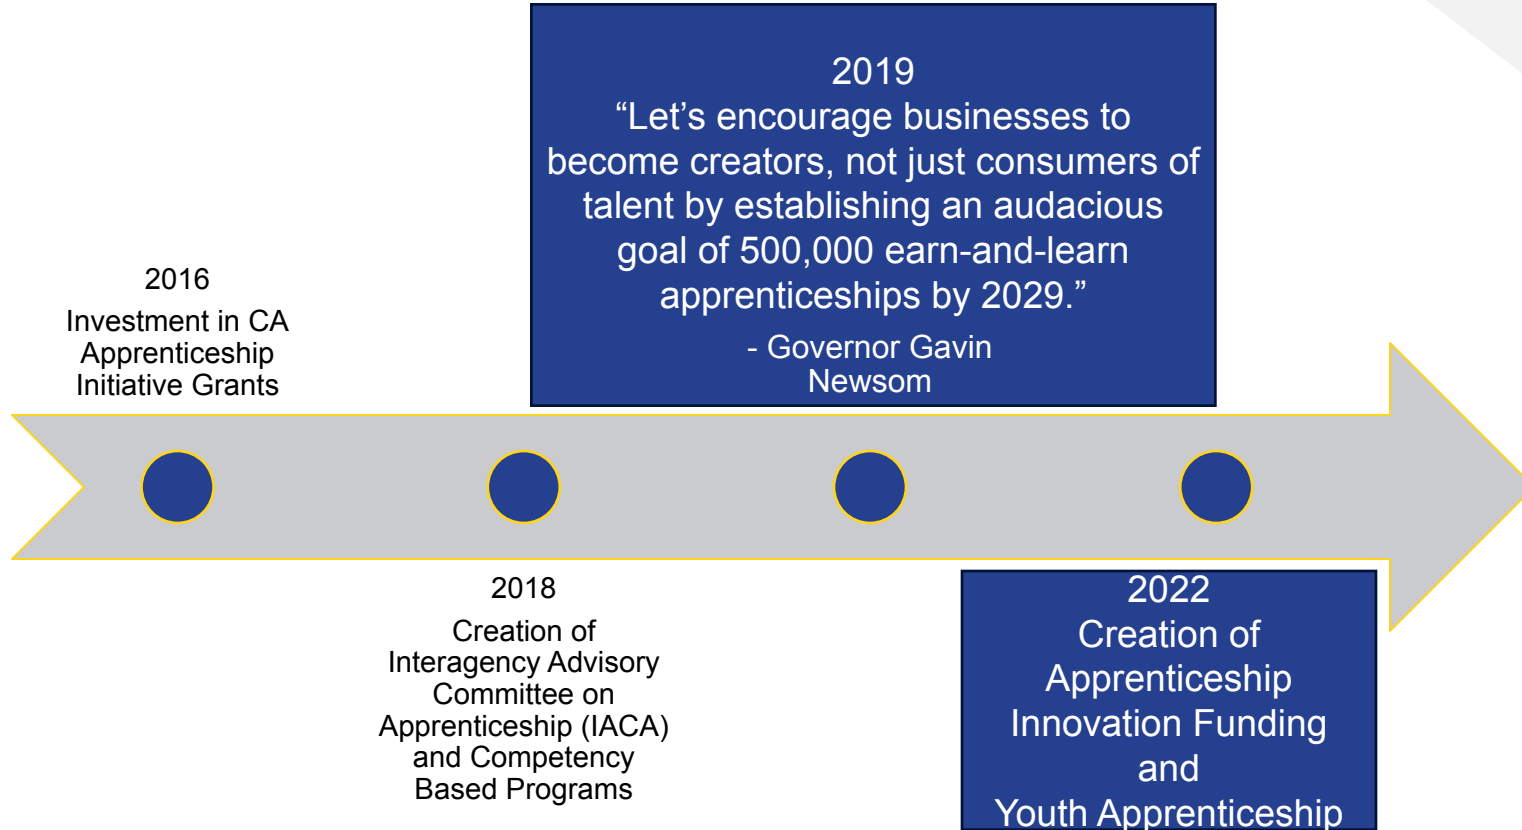 2016
Investment in CA
Apprenticeship
Initiative Grants
2018
Creation of
Interagency Advisory
Committee on
Apprenticeship (IACA)
and Competency
Based Programs
2019
“Let’s encourage businesses to
become creators, not just consumers of
talent by establishing an audacious
goal of 500,000 earn-and-learn
apprenticeships by 2029.”
- Governor Gavin
Newsom
2022
Creation of
Apprenticeship
Innovation Funding
and
Youth Apprenticeship